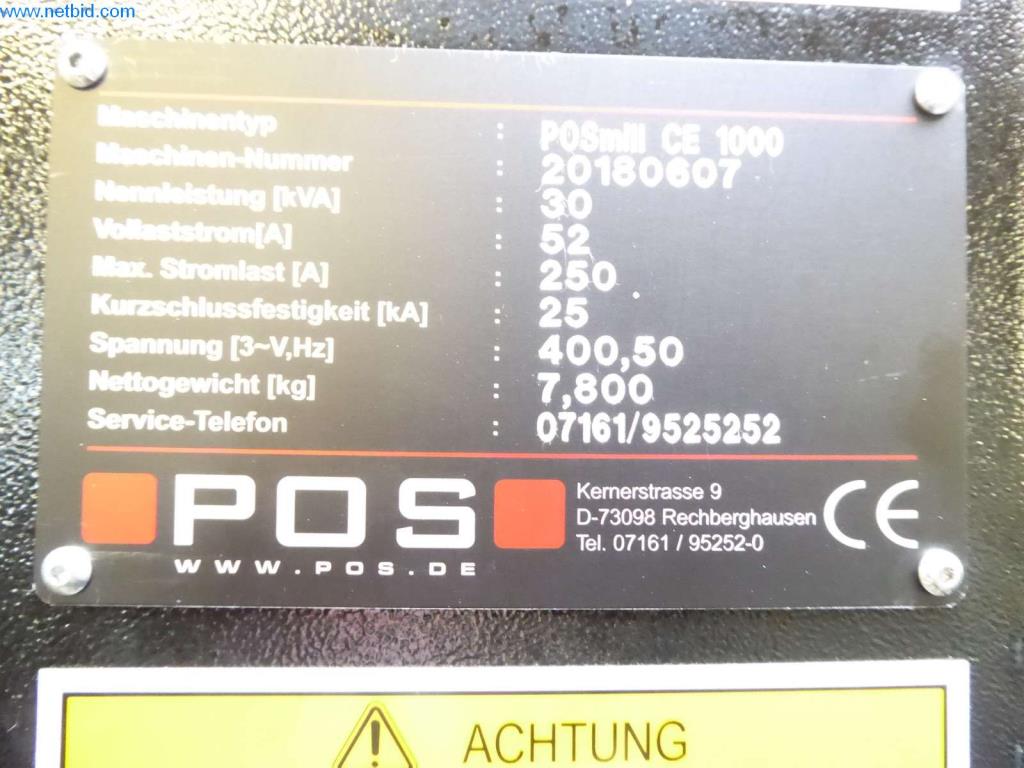 www.netbid.com
Maschinentyp : POSmill CE 1000
Maschinen-Nummer : 20180607
Nennleistung [kVA] : 30
Vollaststrom[A] : 52
Max. Stromlast [A] : 250
Kurzschlussfestigkeit [kA] : 25
Spannung [3~V,Hz] : 400,50
Nettogewicht [kg] : 7,800
Service-Telefon : 07161/9525252
POS
WWW.POS.DE
Kernerstrasse 9
D-73098 Rechberghausen
Tel. 07161 / 95252-0
CE
ACHTUNG